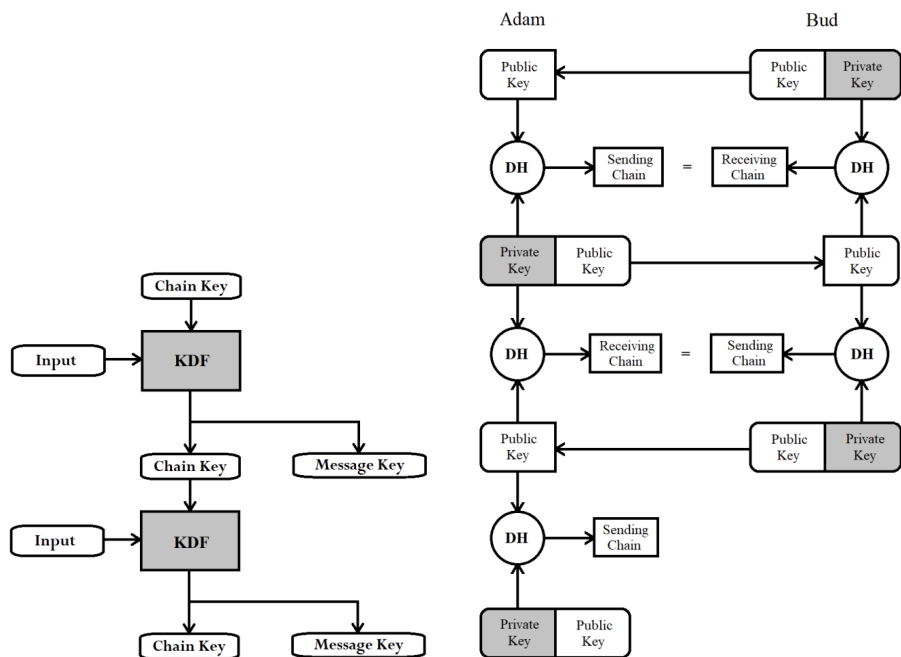 Chain Key
Input
KDF
Chain Key
Message Key
Input
KDF
Chain Key
Message Key
Adam
Bud
Public
Key
Public
Key
Private
Key
DH
Sending
Chain
=
Receiving
Chain
DH
Private
Key
Public
Key
Public
Key
DH
Receiving
Chain
=
Sending
Chain
DH
Public
Key
Public
Key
Private
Key
DH
Sending
Chain
Private
Key
Public
Key